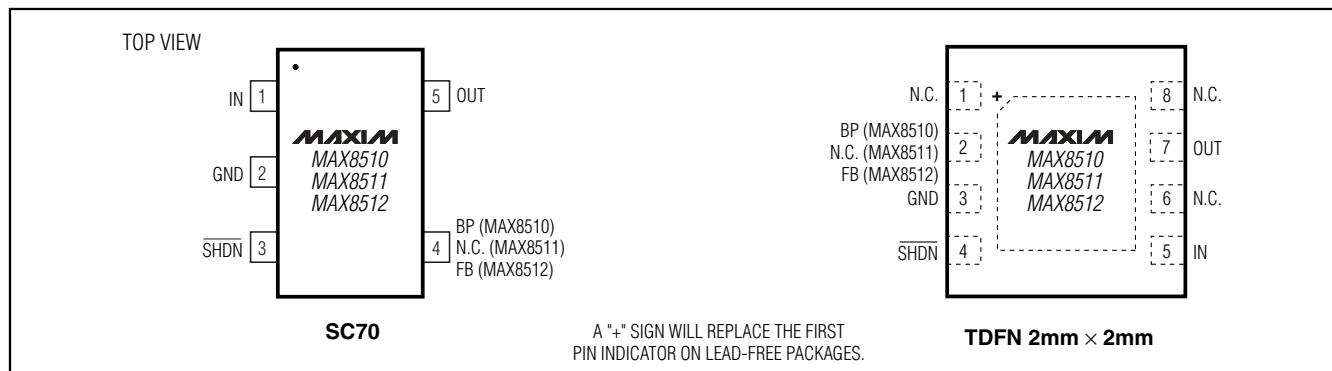 TOP VIEW
IN 1
5 OUT
GND 2
SHDN 3
4 BP (MAX8510)
N.C. (MAX8511)
FB (MAX8512)
MAXIM
MAX8510
MAX8511
MAX8512
SC70
A "+" SIGN WILL REPLACE THE FIRST
PIN INDICATOR ON LEAD-FREE PACKAGES.
N.C. 1 +
BP (MAX8510)
N.C. (MAX8511) 2
FB (MAX8512)
GND 3
SHDN 4
MAXIM
MAX8510
MAX8511
MAX8512
8 N.C.
7 OUT
6 N.C.
5 IN
TDFN 2mm × 2mm